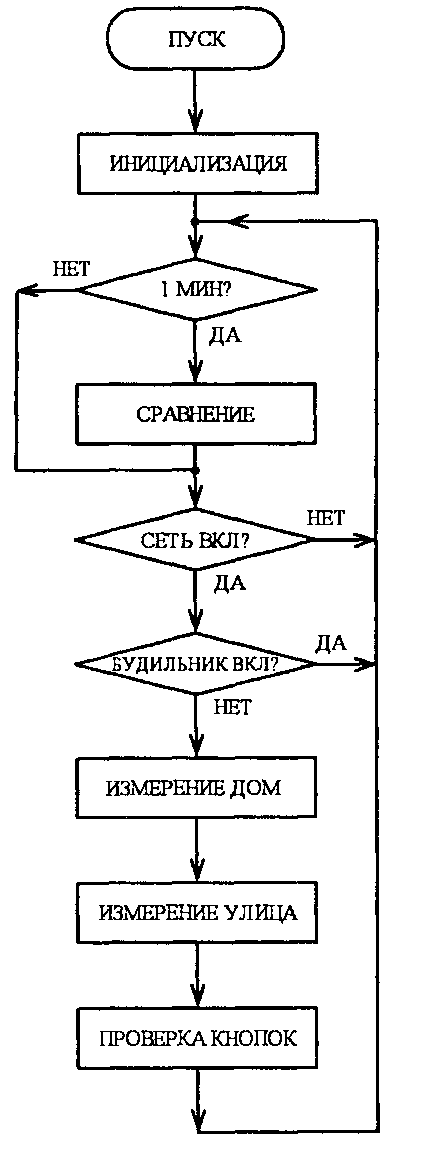 ПУСК
ИНИЦИАЛИЗАЦИЯ
НЕТ
1 МИН?
ДА
СРАВНЕНИЕ
НЕТ
СЕТЬ ВКЛ?
ДА
ДА
БУДИЛЬНИК ВКЛ?
НЕТ
ИЗМЕРЕНИЕ ДОМ
ИЗМЕРЕНИЕ УЛИЦА
ПРОВЕРКА КНОПОК